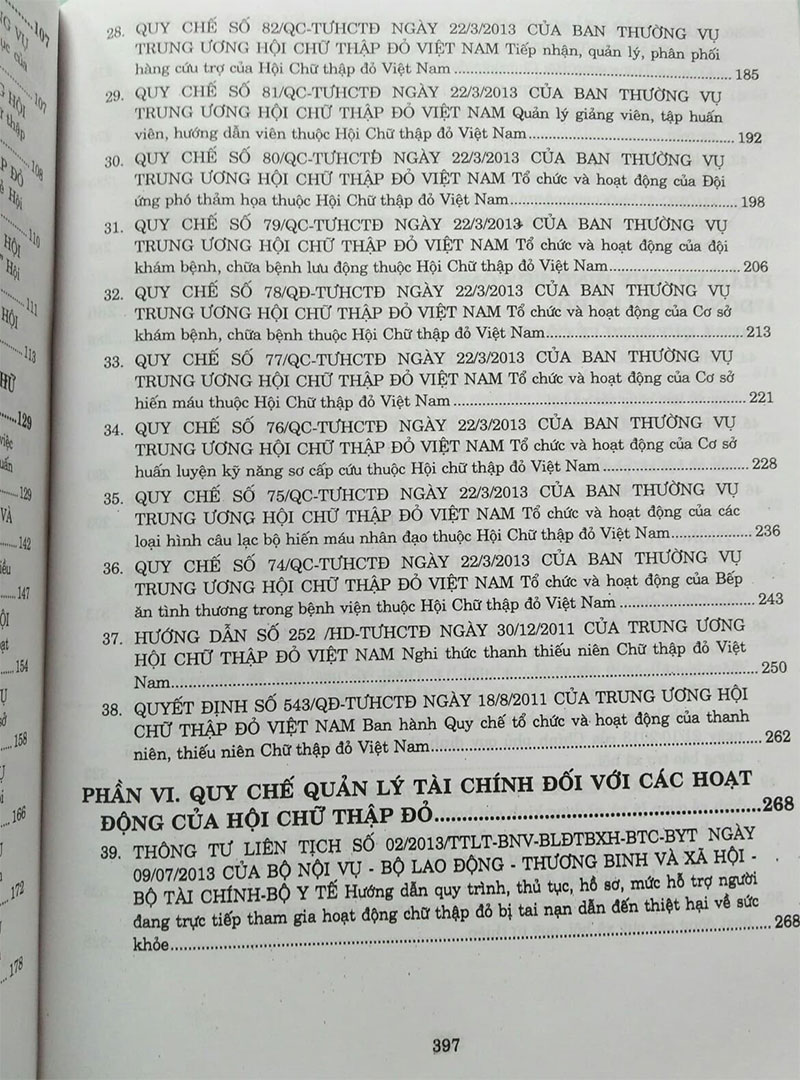 107
107
108
110
111
HỘI
113
129
129
VÀ
142
147
154
158
166
172
178
28. QUY CHẾ SỐ 82/QC-TƯHCTĐ NGÀY 22/3/2013 CỦA BAN THƯỜNG VỤ
TRUNG ƯƠNG HỘI CHỮ THẬP ĐỎ VIỆT NAM Tiếp nhận, quản lý, phân phối
hàng cứu trợ của Hội Chữ thập đỏ Việt Nam...............185
29. QUY CHẾ SỐ 81/QC-TƯHCTĐ NGÀY 22/3/2013 CỦA BAN THƯỜNG VỤ
TRUNG ƯƠNG HỘI CHỮ THẬP ĐỎ VIỆT NAM Quản lý giảng viên, tập huấn
viên, hướng dẫn viên thuộc Hội Chữ thập đỏ Việt Nam...............192
30. QUY CHẾ SỐ 80/QC-TƯHCTĐ NGÀY 22/3/2013 CỦA BAN THƯỜNG VỤ
TRUNG ƯƠNG HỘI CHỮ THẬP ĐỎ VIỆT NAM Tổ chức và hoạt động của Đội
ứng phó thảm họa thuộc Hội Chữ thập đỏ Việt Nam...............198
31. QUY CHẾ SỐ 79/QC-TƯHCTĐ NGÀY 22/3/2013 CỦA BAN THƯỜNG VỤ
TRUNG ƯƠNG HỘI CHỮ THẬP ĐỎ VIỆT NAM Tổ chức và hoạt động của đội
khám bệnh, chữa bệnh lưu động thuộc Hội Chữ thập đỏ Việt Nam...............206
32. QUY CHẾ SỐ 78/QĐ-TƯHCTĐ NGÀY 22/3/2013 CỦA BAN THƯỜNG VỤ
TRUNG ƯƠNG HỘI CHỮ THẬP ĐỎ VIỆT NAM Tổ chức và hoạt động của Cơ sở
khám bệnh, chữa bệnh thuộc Hội Chữ thập đỏ Việt Nam...............213
33. QUY CHẾ SỐ 77/QC-TƯHCTĐ NGÀY 22/3/2013 CỦA BAN THƯỜNG VỤ
TRUNG ƯƠNG HỘI CHỮ THẬP ĐỎ VIỆT NAM Tổ chức và hoạt động của Cơ sở
hiến máu thuộc Hội Chữ thập đỏ Việt Nam...............221
34. QUY CHẾ SỐ 76/QC-TƯHCTĐ NGÀY 22/3/2013 CỦA BAN THƯỜNG VỤ
TRUNG ƯƠNG HỘI CHỮ THẬP ĐỎ VIỆT NAM Tổ chức và hoạt động của Cơ sở
huấn luyện kỹ năng sơ cấp cứu thuộc Hội chữ thập đỏ Việt Nam...............228
35. QUY CHẾ SỐ 75/QC-TƯHCTĐ NGÀY 22/3/2013 CỦA BAN THƯỜNG VỤ
TRUNG ƯƠNG HỘI CHỮ THẬP ĐỎ VIỆT NAM Tổ chức và hoạt động của các
loại hình câu lạc bộ hiến máu nhân đạo thuộc Hội Chữ thập đỏ Việt Nam...............236
36. QUY CHẾ SỐ 74/QC-TƯHCTĐ NGÀY 22/3/2013 CỦA BAN THƯỜNG VỤ
TRUNG ƯƠNG HỘI CHỮ THẬP ĐỎ VIỆT NAM Tổ chức và hoạt động của Bếp
ăn tình thương trong bệnh viện thuộc Hội Chữ thập đỏ Việt Nam...............243
37. HƯỚNG DẪN SỐ 252 /HD-TƯHCTĐ NGÀY 30/12/2011 CỦA TRUNG ƯƠNG
HỘI CHỮ THẬP ĐỎ VIỆT NAM Nghi thức thanh thiếu niên Chữ thập đỏ Việt
Nam...............250
38. QUYẾT ĐỊNH SỐ 543/QĐ-TƯHCTĐ NGÀY 18/8/2011 CỦA TRUNG ƯƠNG HỘI
CHỮ THẬP ĐỎ VIỆT NAM Ban hành Quy chế tổ chức và hoạt động của thanh
niên, thiếu niên Chữ thập đỏ Việt Nam...............262
PHẦN VI. QUY CHẾ QUẢN LÝ TÀI CHÍNH ĐỐI VỚI CÁC HOẠT
ĐỘNG CỦA HỘI CHỮ THẬP ĐỎ...............268
39. THÔNG TƯ LIÊN TỊCH SỐ 02/2013/TTLT-BNV-BLĐTBXH-BTC-BYT NGÀY
09/07/2013 CỦA BỘ NỘI VỤ - BỘ LAO ĐỘNG - THƯƠNG BINH VÀ XÃ HỘI -
BỘ TÀI CHÍNH-BỘ Y TẾ Hướng dẫn quy trình, thủ tục, hồ sơ, mức hỗ trợ người
đang trực tiếp tham gia hoạt động chữ thập đỏ bị tai nạn dẫn đến thiệt hại về sức
khỏe...............268
397